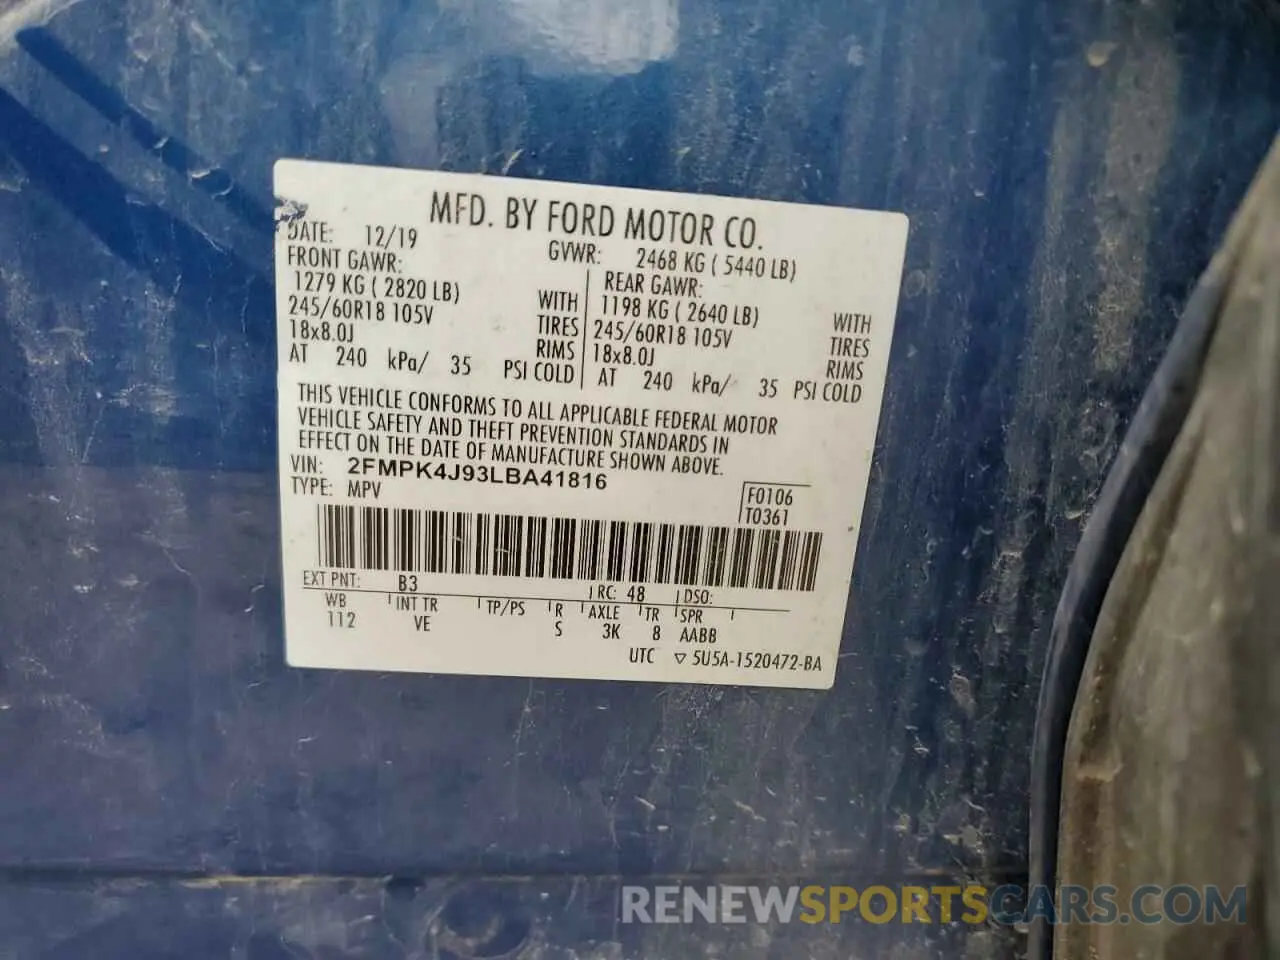 MFD. BY FORD MOTOR CO.
DATE: 12/19 GVWR: 2468 KG ( 5440 LB)
FRONT GAWR: REAR GAWR:
1279 KG ( 2820 LB) WITH 1198 KG ( 2640 LB) WITH
245/60R18 105V TIRES 245/60R18 105V TIRES
18x8.0J RIMS 18x8.0J RIMS
AT 240 kPa/ 35 PSI COLD AT 240 kPa/ 35 PSI COLD
THIS VEHICLE CONFORMS TO ALL APPLICABLE FEDERAL MOTOR
VEHICLE SAFETY AND THEFT PREVENTION STANDARDS IN
EFFECT ON THE DATE OF MANUFACTURE SHOWN ABOVE.
VIN: 2FMPK4J93LBA41816
TYPE: MPV F0106
T0361
EXT PNT: B3 RC: 48 DSO:
WB INT TR TP/PS R AXLE TR SPR
112 VE S 3K 8 AABB
UTC ▽ 5U5A-1520472-BA
RENEWSPORTSCARS.COM